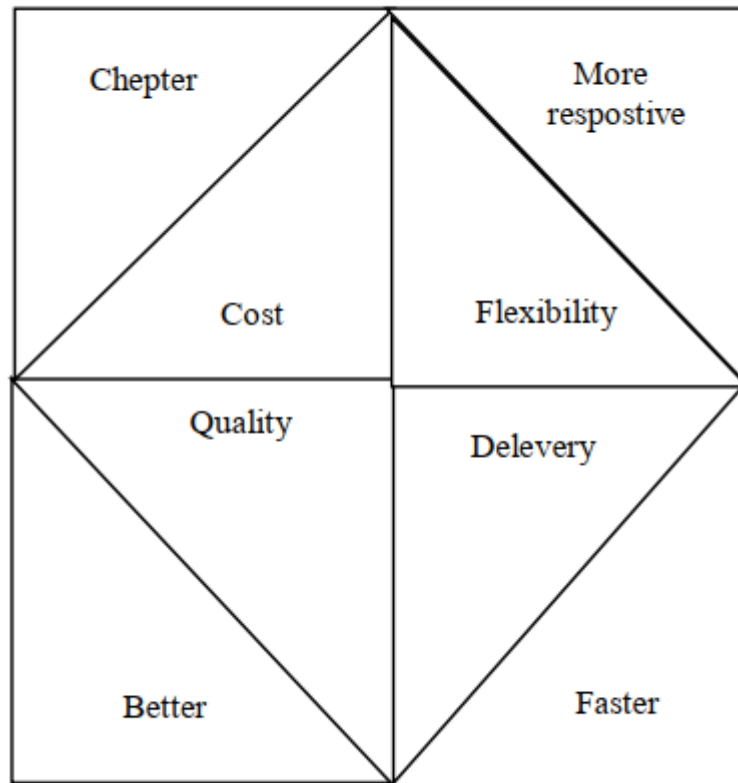 Chepter
More
respostive
Cost
Flexibility
Quality
Delevery
Better
Faster